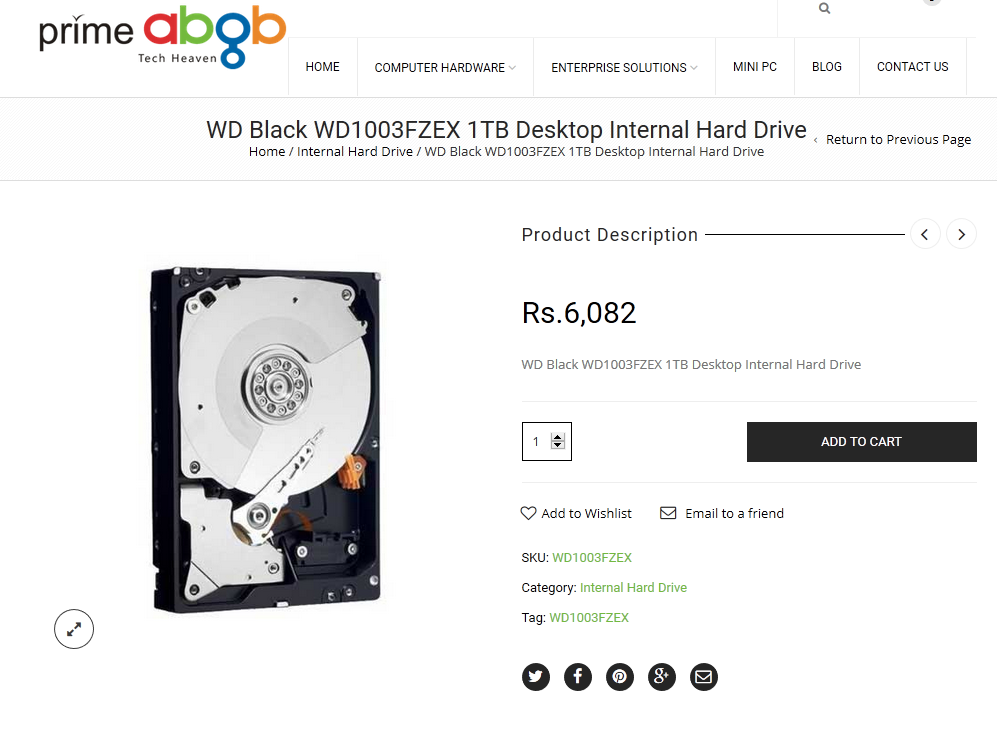 prime abgb
Tech Heaven
HOME
COMPUTER HARDWARE
ENTERPRISE SOLUTIONS
MINI PC
BLOG
CONTACT US
WD Black WD1003FZEX 1TB Desktop Internal Hard Drive
‹ Return to Previous Page
Home / Internal Hard Drive / WD Black WD1003FZEX 1TB Desktop Internal Hard Drive
Product Description
Rs.6,082
WD Black WD1003FZEX 1TB Desktop Internal Hard Drive
1
ADD TO CART
Add to Wishlist
Email to a friend
SKU: WD1003FZEX
Category: Internal Hard Drive
Tag: WD1003FZEX